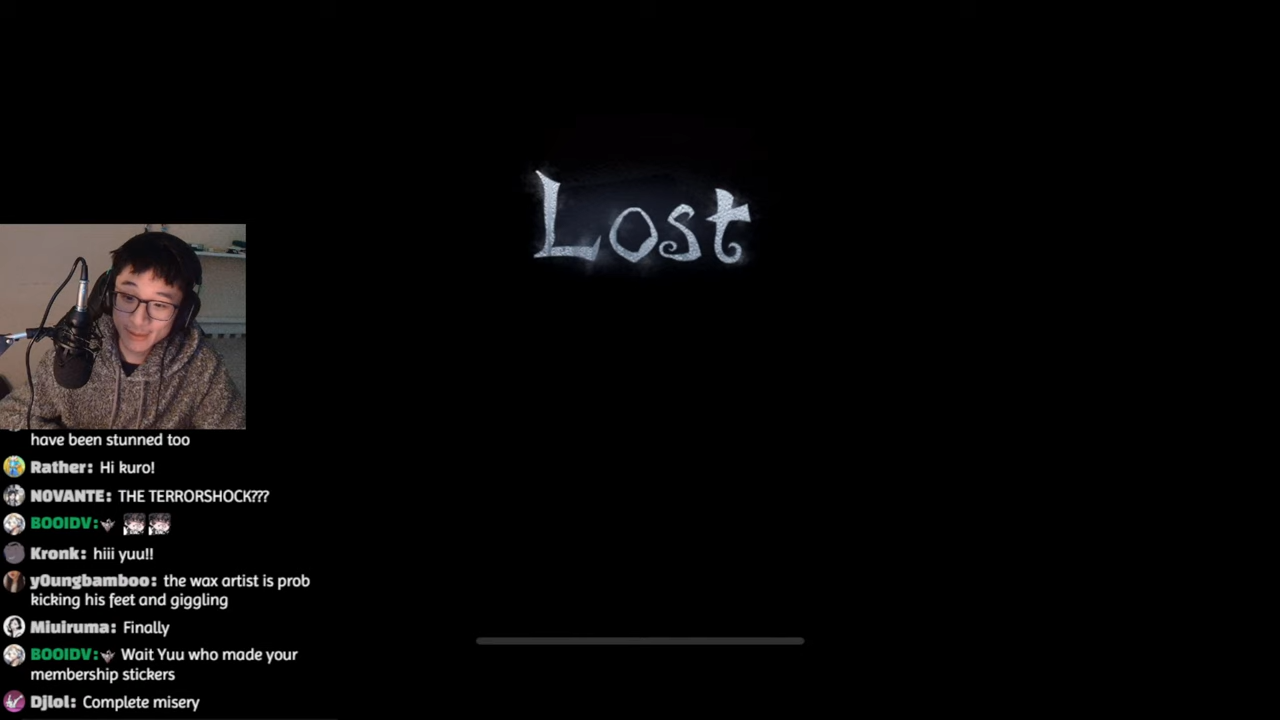 Lost
have been stunned too
Rather: Hi kuro!
NOVANTE: THE TERRORSHOCK???
BOOIDV:
Kronk: hiii yuu!!
y0ungbamboo: the wax artist is prob
kicking his feet and giggling
Miuiruma: Finally
BOOIDV: Wait Yuu who made your
membership stickers
Djlol: Complete misery